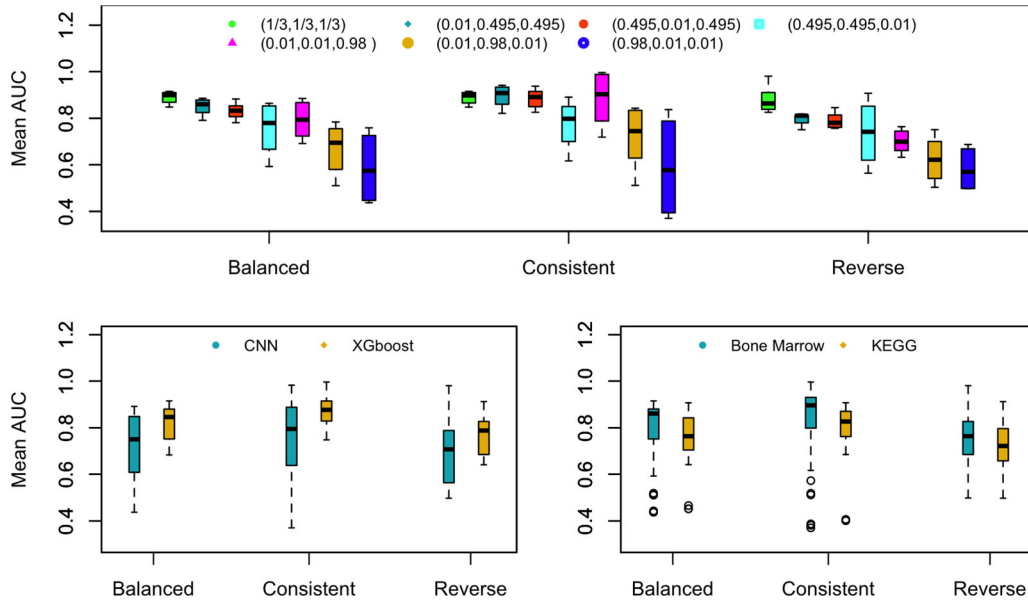 (1/3,1/3,1/3) (0.01,0.495,0.495) (0.495,0.01,0.495) (0.495,0.495,0.01)
(0.01,0.01,0.98 ) (0.01,0.98,0.01) (0.98,0.01,0.01)
Mean AUC
1.2
1.0
0.8
0.6
0.4
Balanced Consistent Reverse
CNN XGboost
Mean AUC
1.2
1.0
0.8
0.6
0.4
Balanced Consistent Reverse
Bone Marrow KEGG
1.2
1.0
0.8
0.6
0.4
Balanced Consistent Reverse